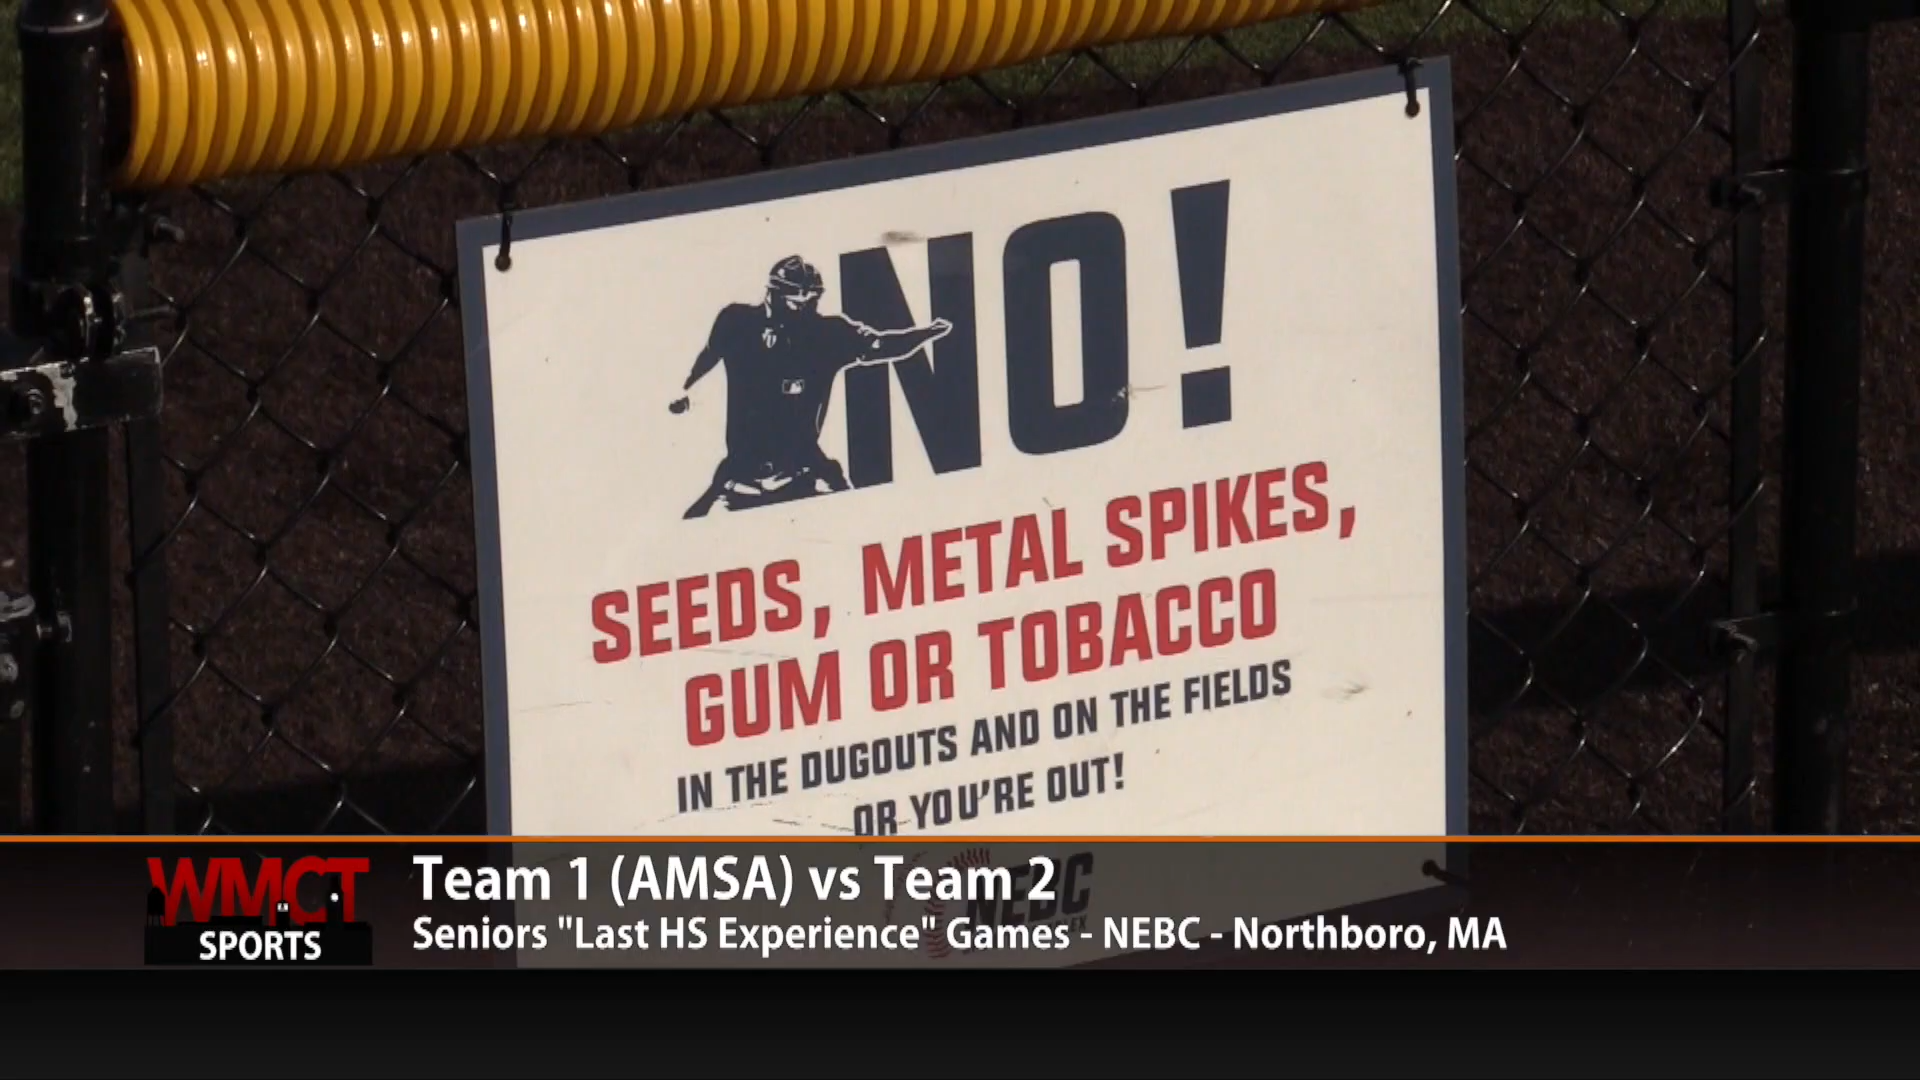 NO!
SEEDS, METAL SPIKES,
GUM OR TOBACCO
IN THE DUGOUTS AND ON THE FIELDS
OR YOU'RE OUT!
NEBC
WMCT
SPORTS
Team 1 (AMSA) vs Team 2
Seniors "Last HS Experience" Games - NEBC - Northboro, MA